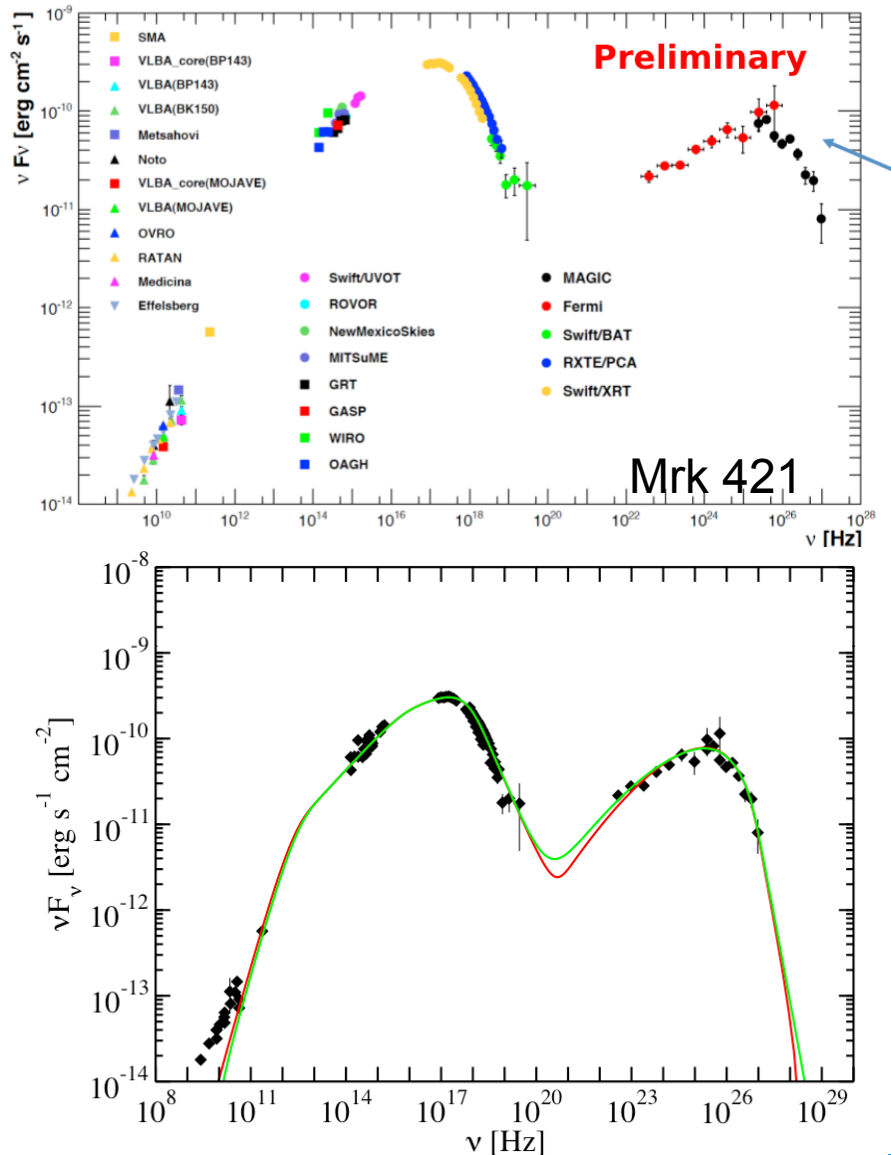 Preliminary
SMA
VLBA_core(BP143)
VLBA(BP143)
VLBA(BK150)
Metsahovi
Noto
VLBA_core(MOJAVE)
VLBA(MOJAVE)
OVRO
RATAN
Medicina
Effelsberg
Swift/UVOT
ROVOR
NewMexicoSkies
MITSuME
GRT
GASP
WIRO
OAGH
MAGIC
Fermi
Swift/BAT
RXTE/PCA
Swift/XRT
Mrk 421
ν Fν [erg cm⁻² s⁻¹]
10⁻⁹
10⁻¹⁰
10⁻¹¹
10⁻¹²
10⁻¹³
10⁻¹⁴
10¹⁰ 10¹² 10¹⁴ 10¹⁶ 10¹⁸ 10²⁰ 10²² 10²⁴ 10²⁶ 10²⁸
ν [Hz]
νFν [erg s⁻¹ cm⁻²]
10⁻⁸
10⁻⁹
10⁻¹⁰
10⁻¹¹
10⁻¹²
10⁻¹³
10⁻¹⁴
10⁸ 10¹¹ 10¹⁴ 10¹⁷ 10²⁰ 10²³ 10²⁶ 10²⁹
ν [Hz]